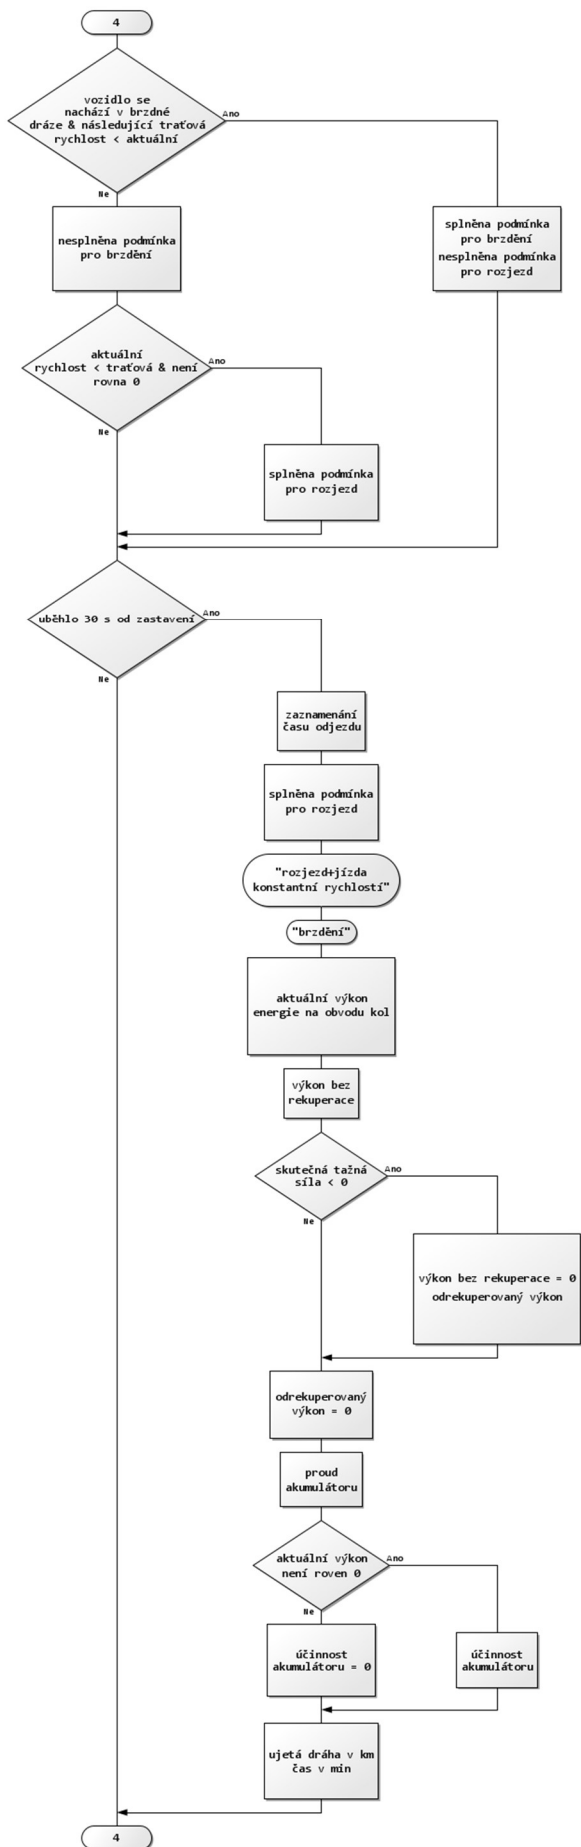 4
vozidlo se
nachází v brzdné
dráze & následující traťová
rychlost < aktuální
Ano
Ne
nesplněna podmínka
pro brzdění
splněna podmínka
pro brzdění
nesplněna podmínka
pro rozjezd
aktuální
rychlost < traťová & není
rovna 0
Ano
Ne
splněna podmínka
pro rozjezd
uběhlo 30 s od zastavení
Ano
Ne
zaznamenání
času odjezdu
splněna podmínka
pro rozjezd
"rozjezd+jízda
konstantní rychlostí"
"brzdění"
aktuální výkon
energie na obvodu kol
výkon bez
rekuperace
skutečná tažná
síla < 0
Ano
Ne
výkon bez rekuperace = 0
odrekuperovaný výkon
odrekuperovaný
výkon = 0
proud
akumulátoru
aktuální výkon
není roven 0
Ano
Ne
účinnost
akumulátoru = 0
účinnost
akumulátoru
ujetá dráha v km
čas v min
4